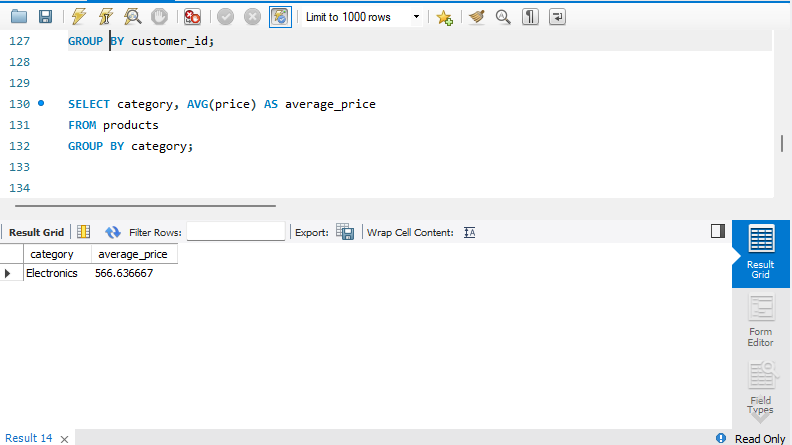 Limit to 1000 rows
127 GROUP BY customer_id;
128
129
130 SELECT category, AVG(price) AS average_price
131 FROM products
132 GROUP BY category;
133
134
Result Grid Filter Rows: Export: Wrap Cell Content:
category average_price
Electronics 566.636667
Result
Grid
Form
Editor
Field
Types
Result 14 Read Only